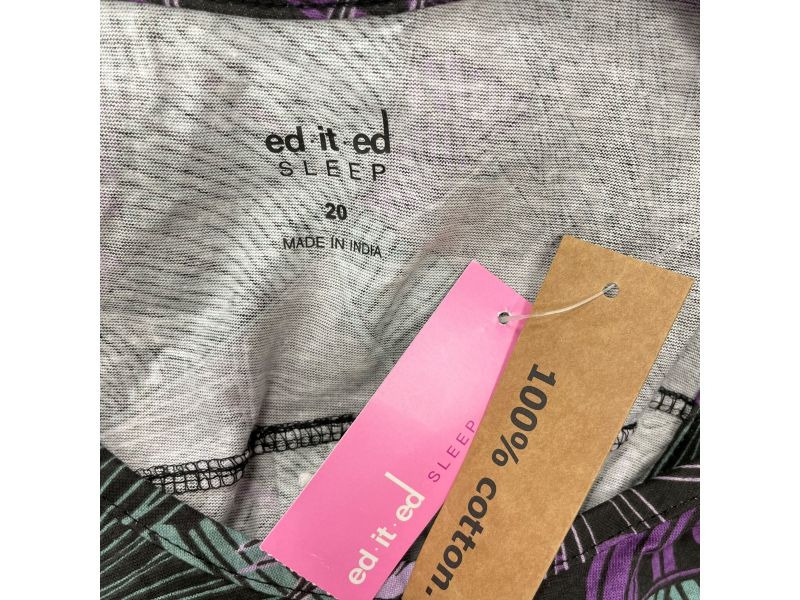 ed·it·ed
SLEEP
20
MADE IN INDIA
ed·it·ed
SLEEP
100% cotton.